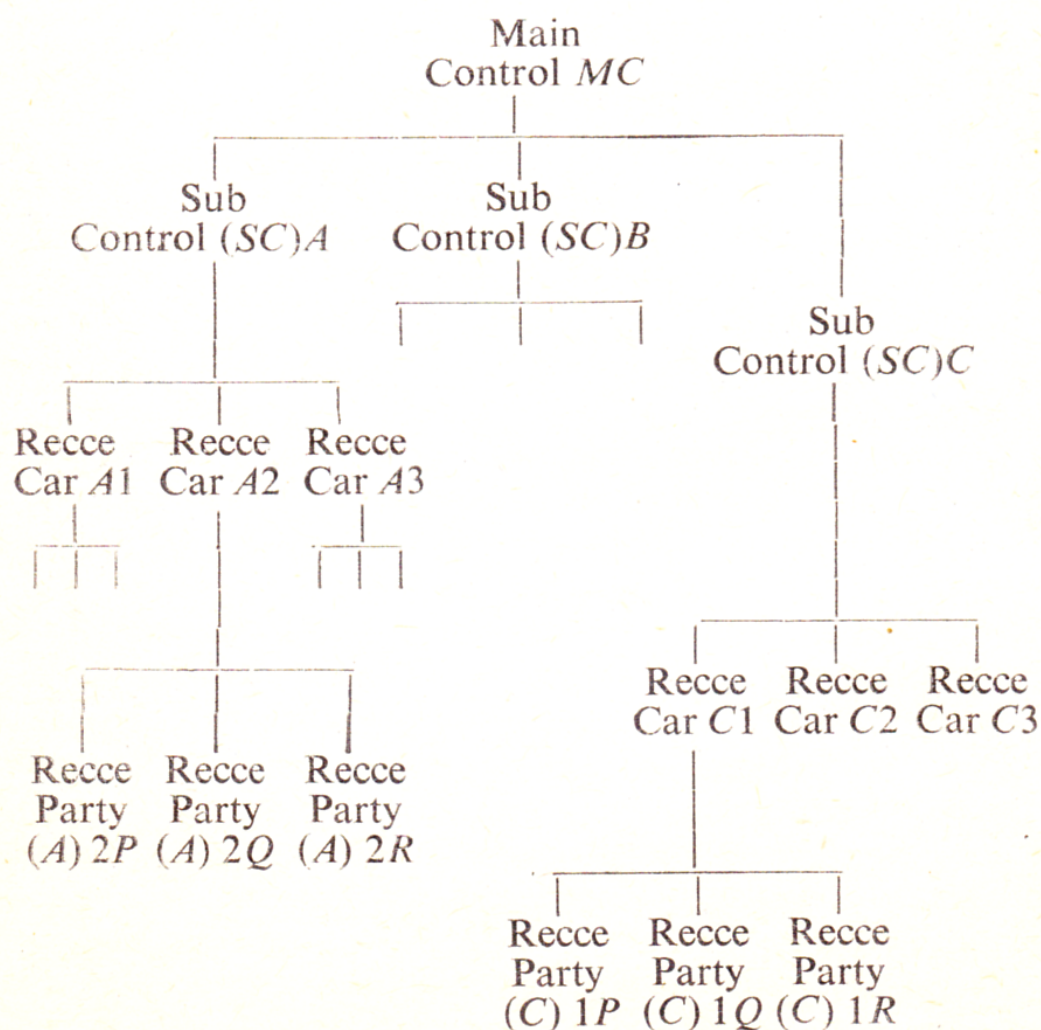 Main
Control MC
Sub
Control (SC)A
Sub
Control (SC)B
Sub
Control (SC)C
Recce
Car A1
Recce
Car A2
Recce
Car A3
Recce
Car C1
Recce
Car C2
Recce
Car C3
Recce
Party
(A) 2P
Recce
Party
(A) 2Q
Recce
Party
(A) 2R
Recce
Party
(C) 1P
Recce
Party
(C) 1Q
Recce
Party
(C) 1R